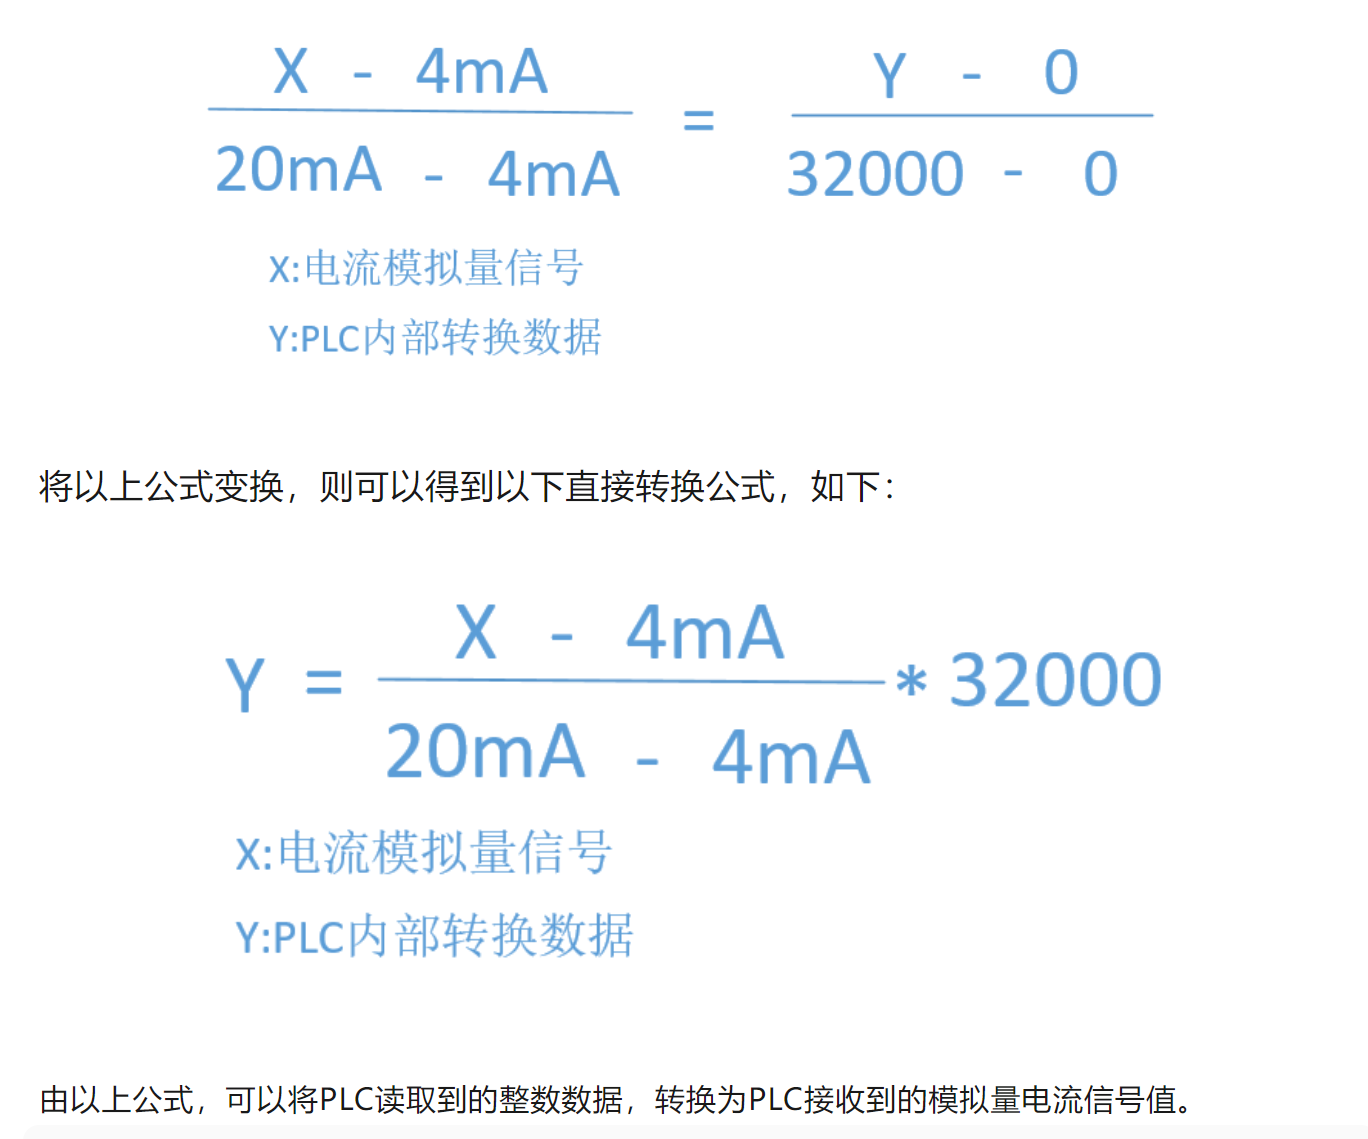 X - 4mA
Y - 0
=
20mA - 4mA
32000 - 0
X:电流模拟量信号
Y:PLC内部转换数据
将以上公式变换，则可以得到以下直接转换公式，如下：
X - 4mA
Y = * 32000
20mA - 4mA
X:电流模拟量信号
Y:PLC内部转换数据
由以上公式，可以将PLC读取到的整数数据，转换为PLC接收到的模拟量电流信号值。